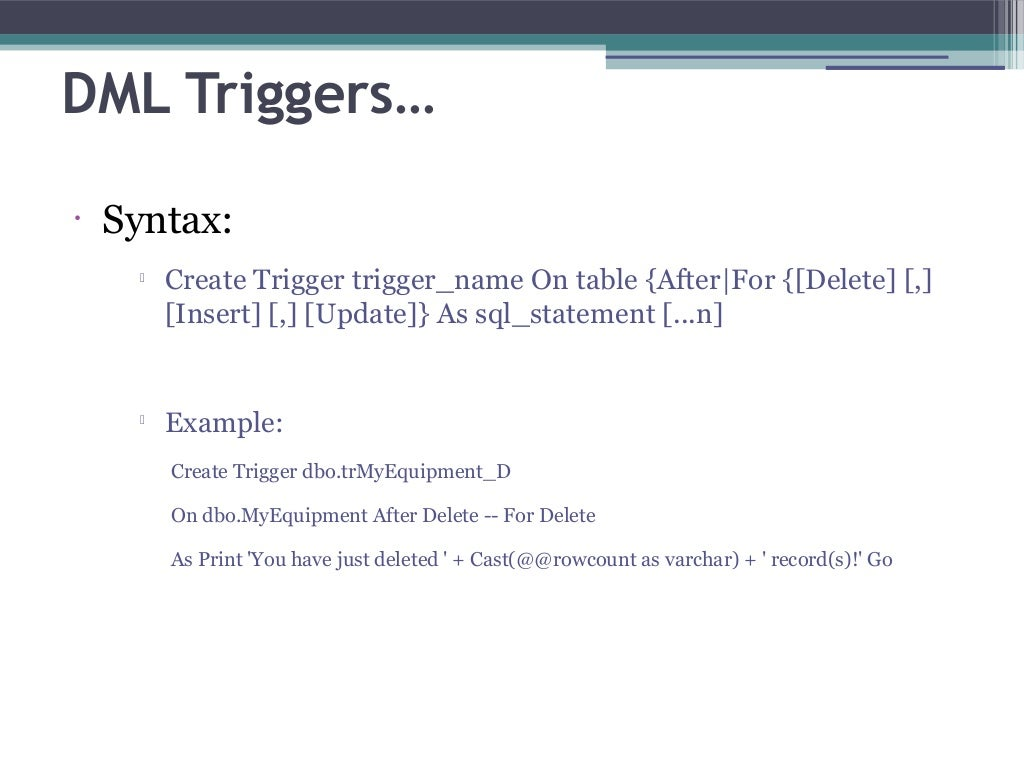 DML Triggers…
Syntax:
Create Trigger trigger_name On table {After|For {[Delete] [,]
[Insert] [,] [Update]} As sql_statement [...n]
Example:
Create Trigger dbo.trMyEquipment_D
On dbo.MyEquipment After Delete -- For Delete
As Print 'You have just deleted ' + Cast(@@rowcount as varchar) + ' record(s)!' Go